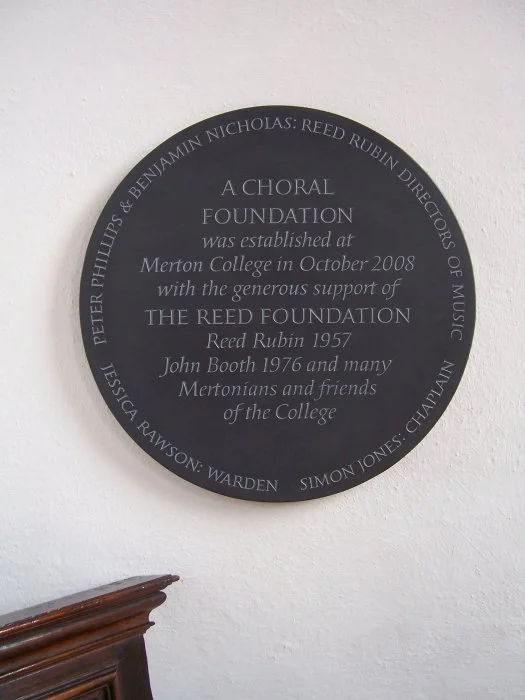 PETER PHILLIPS & BENJAMIN NICHOLAS: REED RUBIN DIRECTORS OF MUSIC
A CHORAL
FOUNDATION
was established at
Merton College in October 2008
with the generous support of
THE REED FOUNDATION
Reed Rubin 1957
John Booth 1976 and many
Mertonians and friends
of the College
JESSICA RAWSON: WARDEN
SIMON JONES: CHAPLAIN